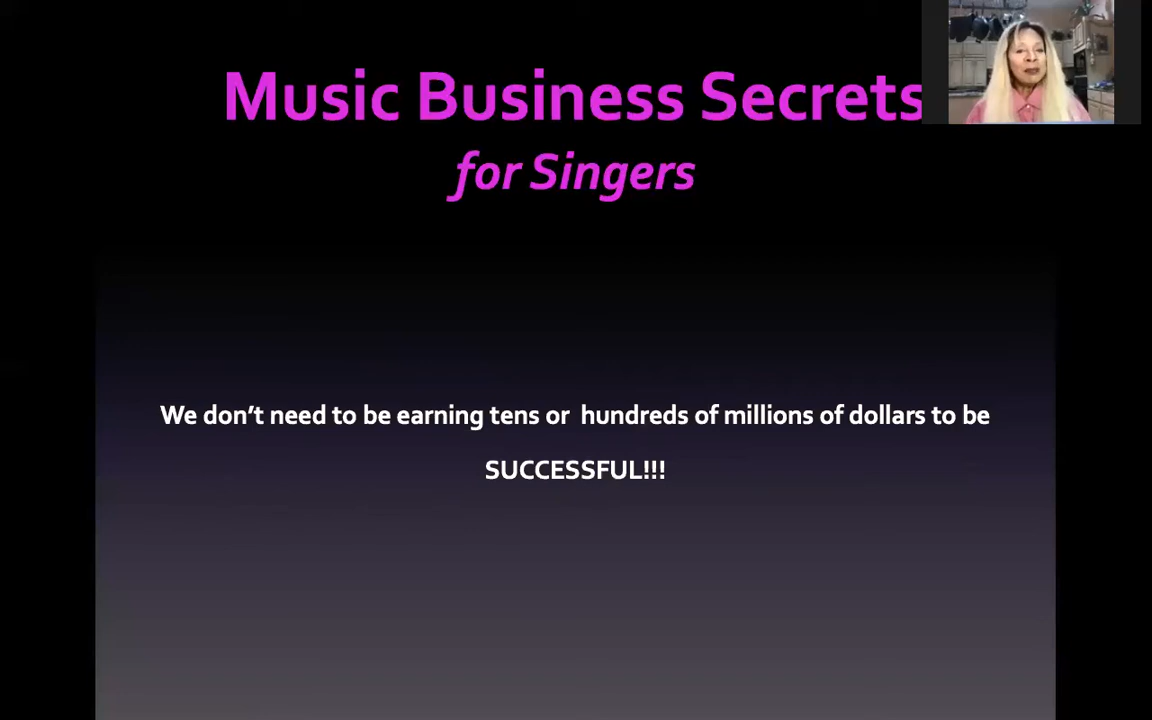 Music Business Secrets
for Singers
We don’t need to be earning tens or  hundreds of millions of dollars to be
SUCCESSFUL!!!